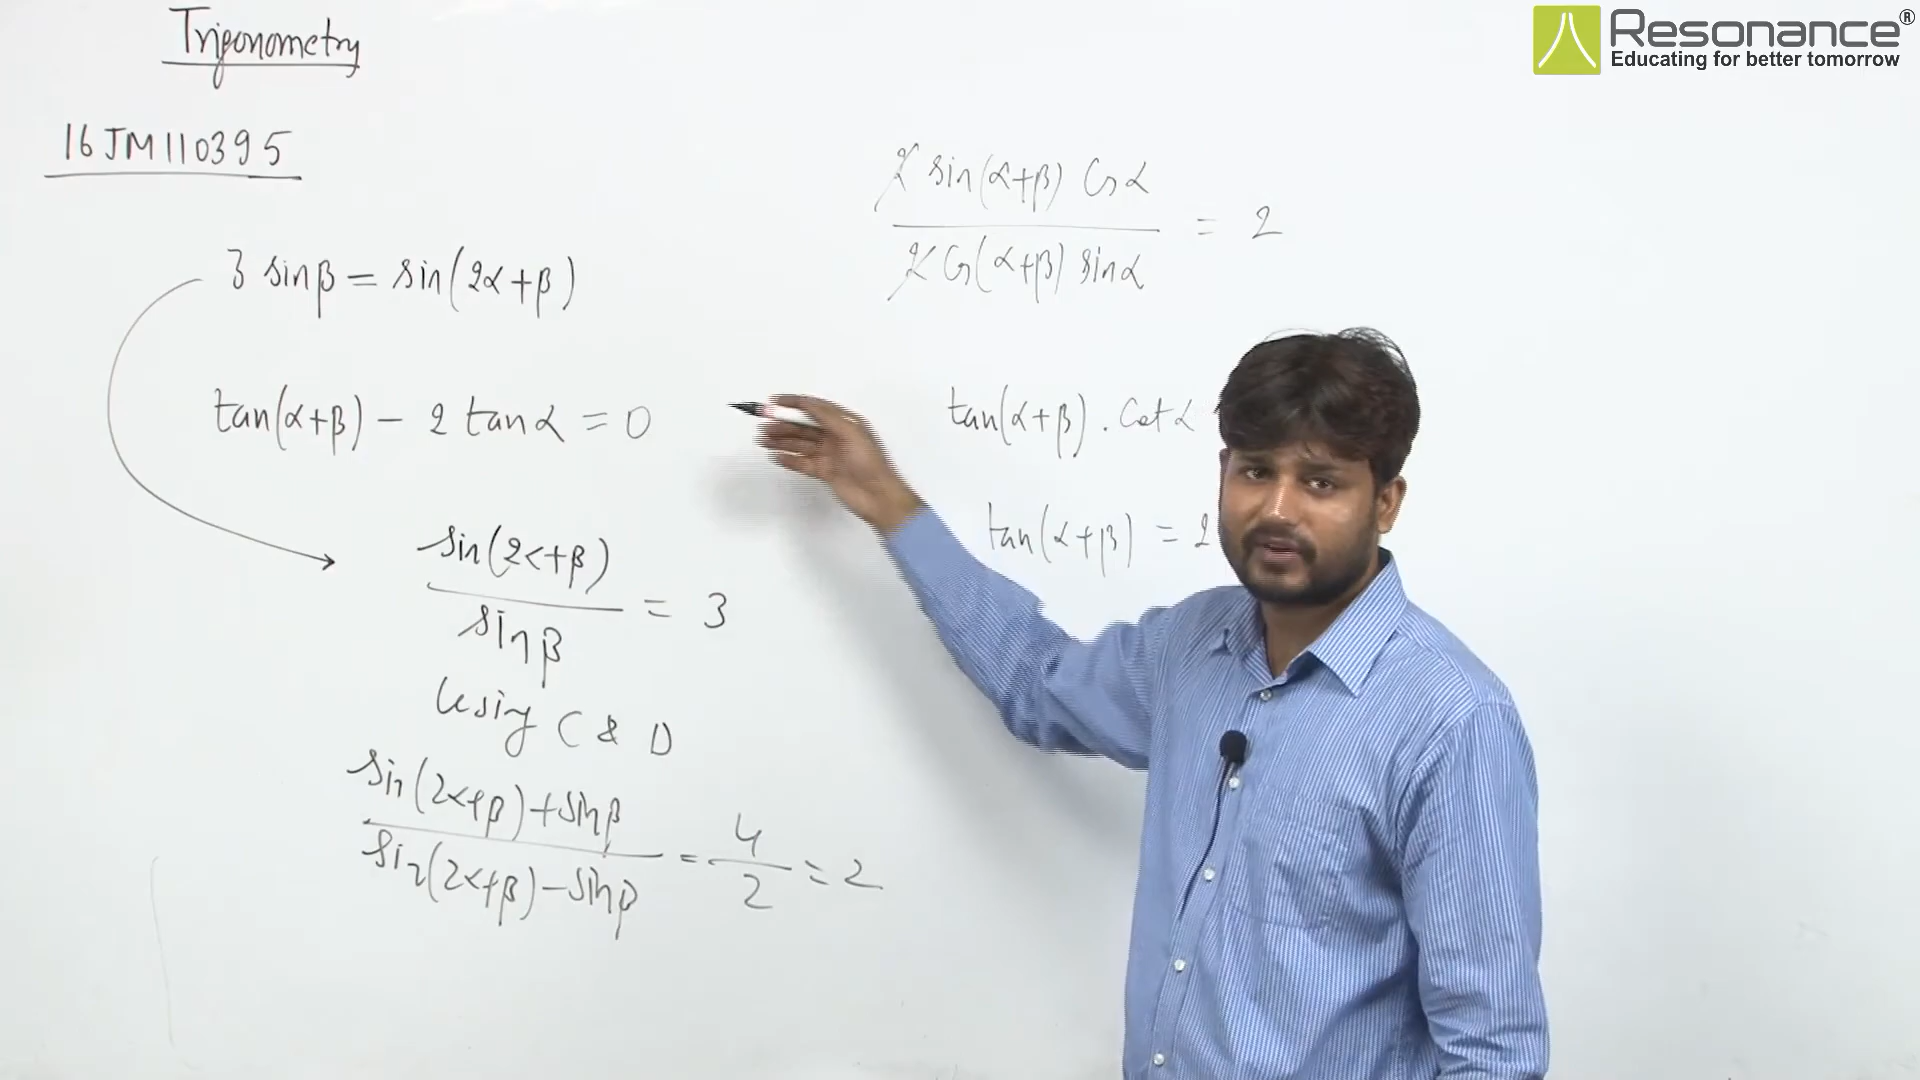 Trigonometry
16JM110395
3 sinβ = sin(2α+β)
tan(α+β) - 2 tanα = 0
sin(2α+β)
sinβ
= 3
Using C & D
sin(2α+β)+sinβ
sin(2α+β)-sinβ
= 4/2 = 2
2 sin(α+β) Cosα
2 Cos(α+β) sinα
= 2
tan(α+β) . Cotα
tan(α+β) = 2
Resonance®
Educating for better tomorrow